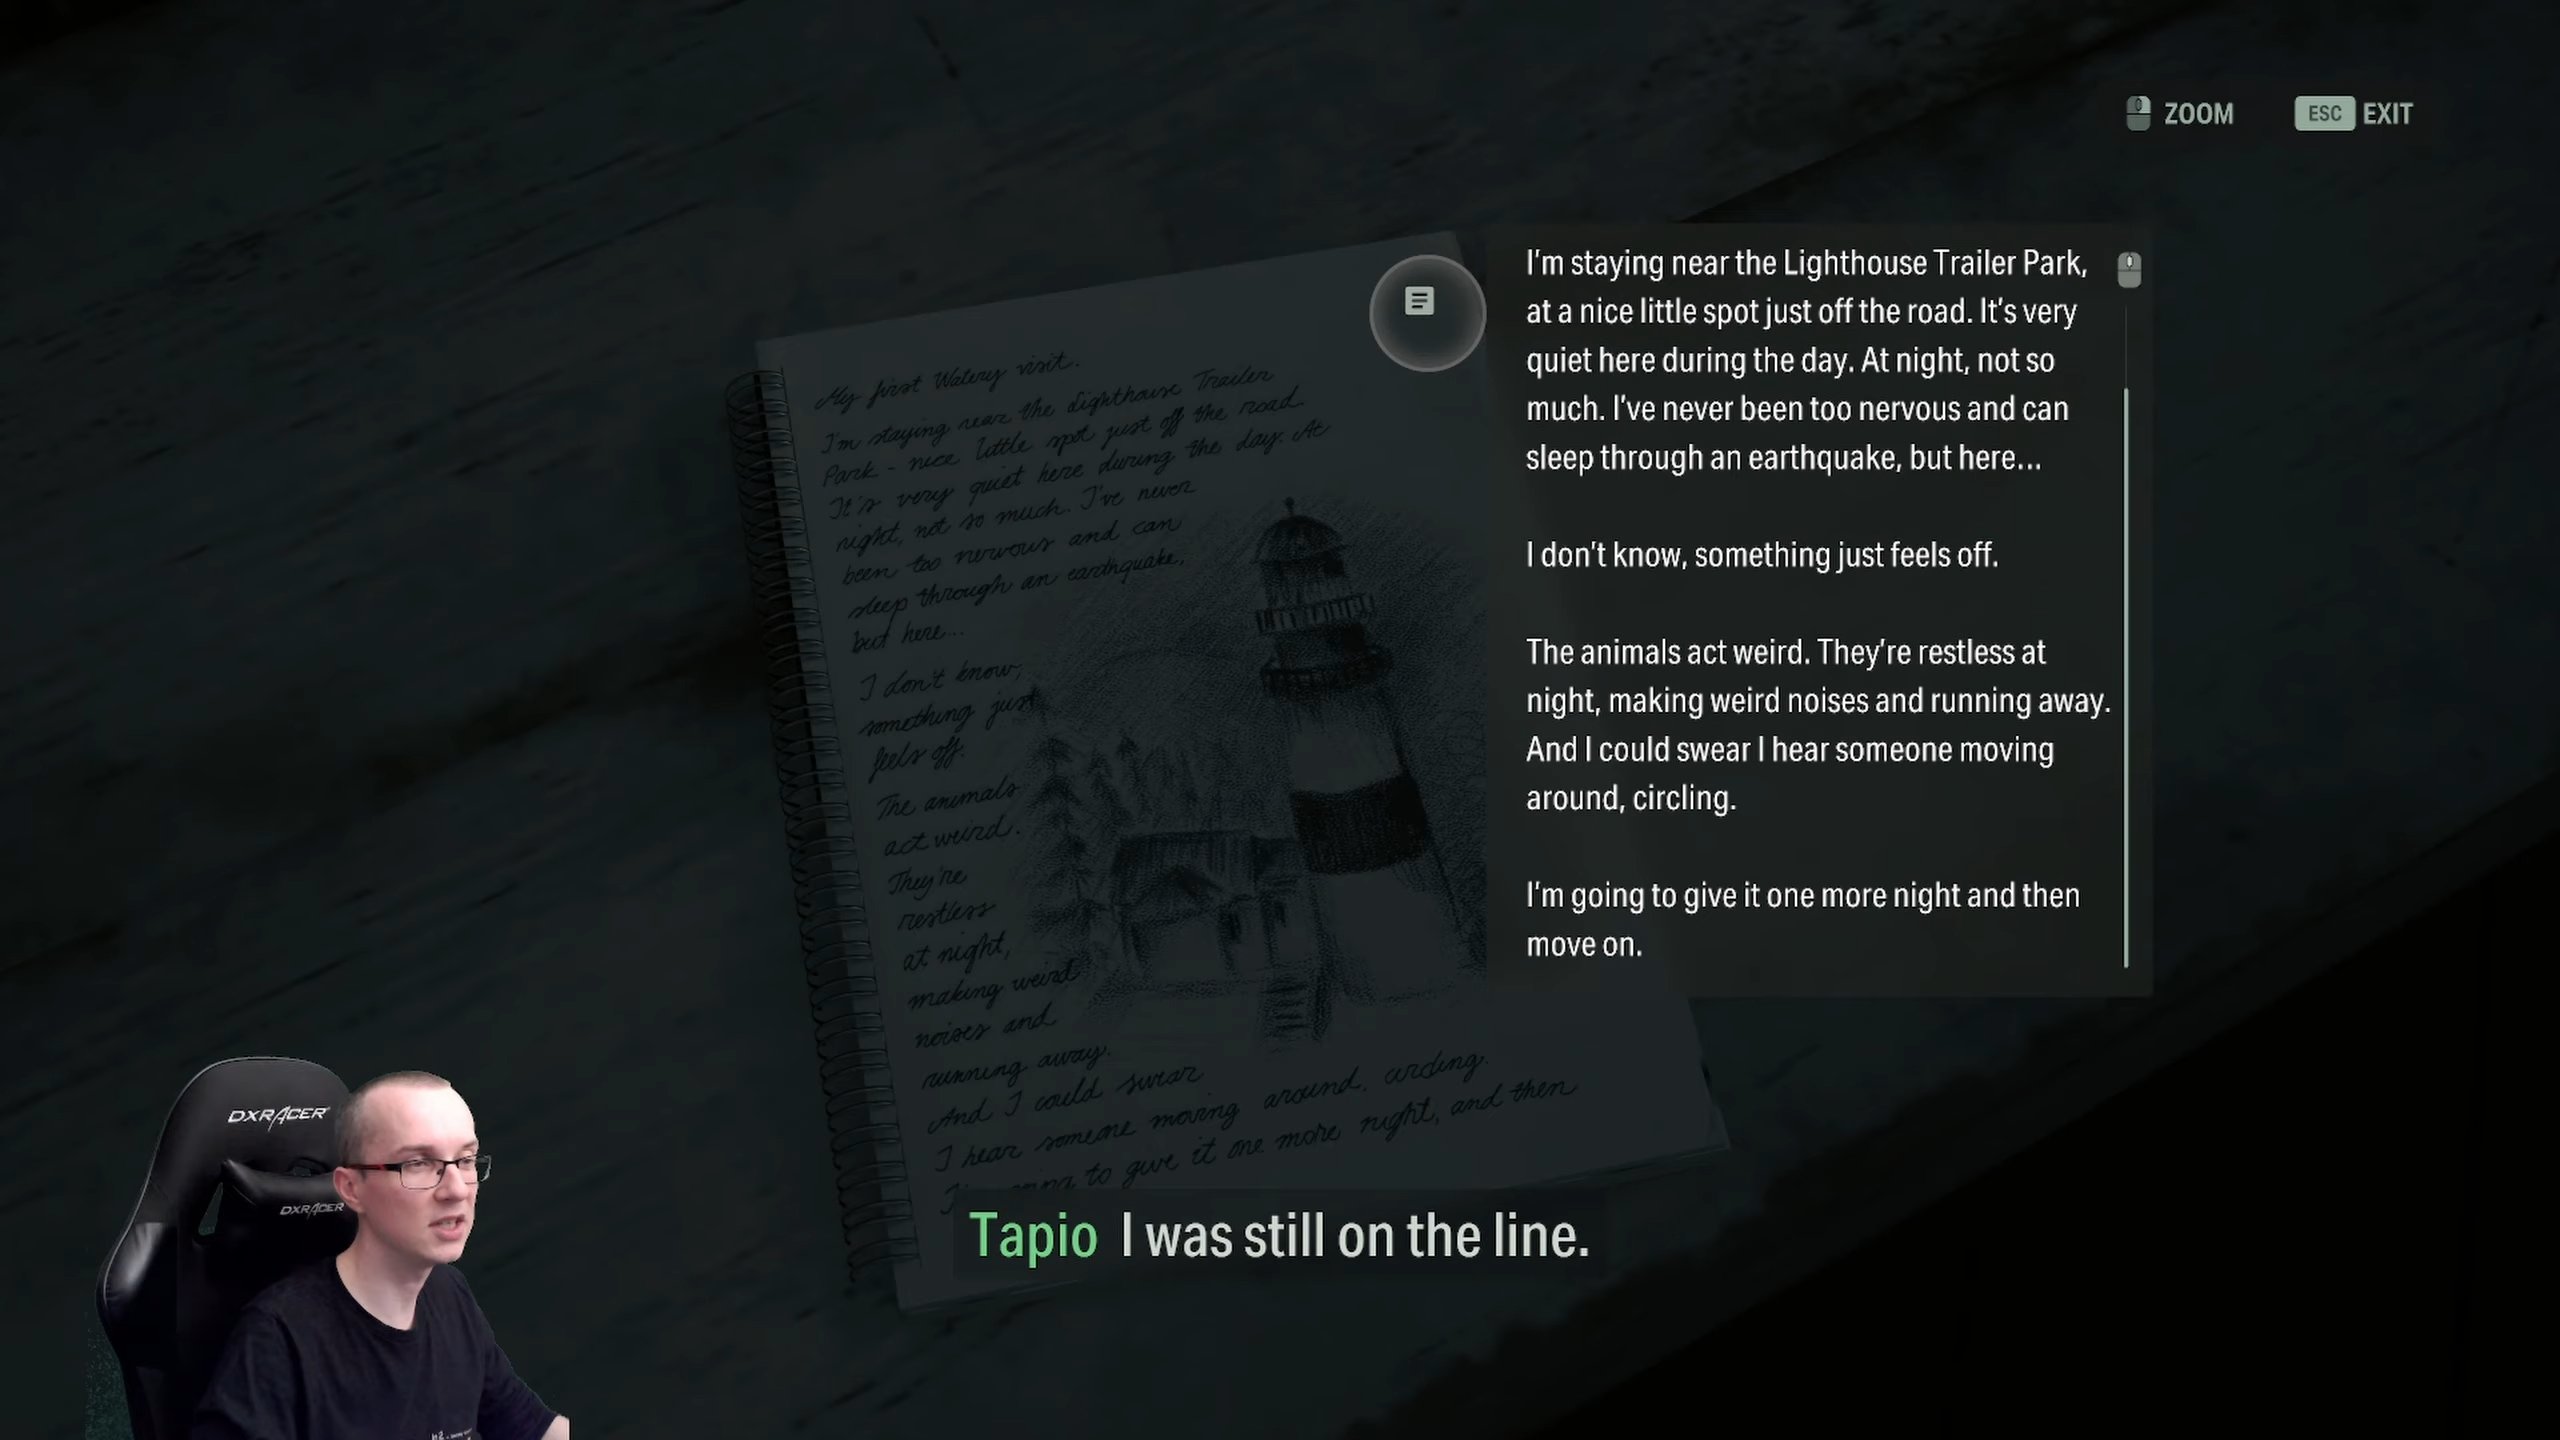 ZOOM
ESC EXIT
I'm staying near the Lighthouse Trailer Park,
at a nice little spot just off the road. It's very
quiet here during the day. At night, not so
much. I've never been too nervous and can
sleep through an earthquake, but here...
I don't know, something just feels off.
The animals act weird. They're restless at
night, making weird noises and running away.
And I could swear I hear someone moving
around, circling.
I'm going to give it one more night and then
move on.
My first Watery visit.
I'm staying near the Lighthouse Trailer
Park - nice little spot just off the road.
It's very quiet here during the day. At
night, not so much. I've never
been too nervous and can
sleep through an earthquake,
but here...
I don't know,
something just
feels off.
The animals
act weird.
They're
restless
at night,
making weird
noises and
running away.
And I could swear
I hear someone moving around, circling.
to give it one more night, and then
Tapio I was still on the line.
DXRACER
DXRACER